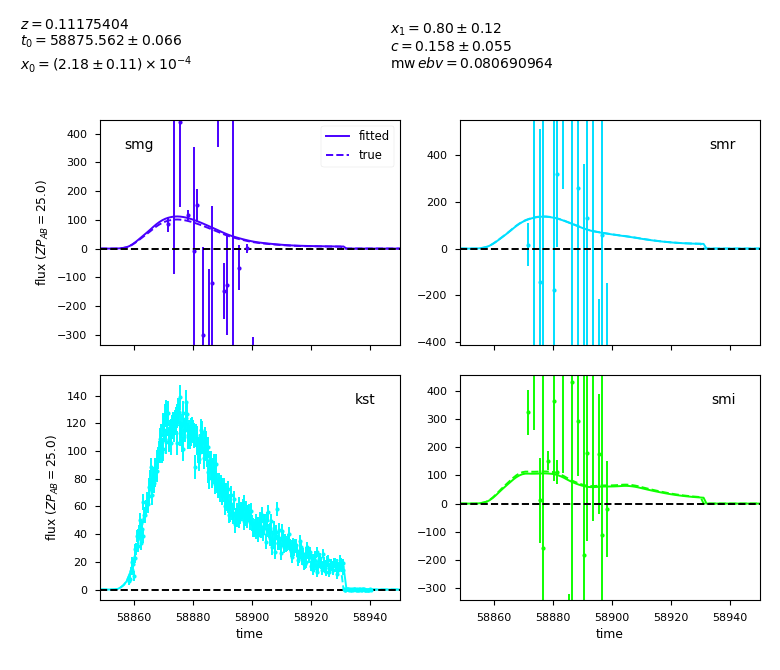 z = 0.11175404
t₀ = 58875.562 ± 0.066
x₀ = (2.18 ± 0.11) × 10⁻⁴
x₁ = 0.80 ± 0.12
c = 0.158 ± 0.055
mw ebv = 0.080690964
smg
fitted
true
400
300
200
100
0
−100
−200
−300
flux (ZP_AB = 25.0)
smr
400
200
0
−200
−400
kst
140
120
100
80
60
40
20
0
flux (ZP_AB = 25.0)
58860 58880 58900 58920 58940
time
smi
400
300
200
100
0
−100
−200
−300
58860 58880 58900 58920 58940
time